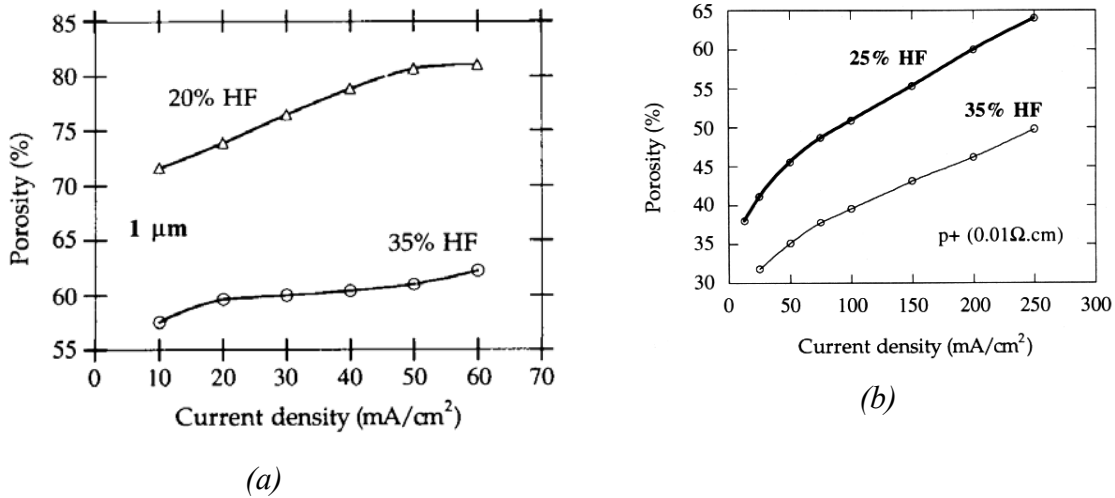 85
80
75
70
65
60
55
Porosity (%)
20% HF
1 μm
35% HF
0 10 20 30 40 50 60 70
Current density (mA/cm²)
(a)
65
60
55
50
45
40
35
30
Porosity (%)
25% HF
35% HF
p+ (0.01Ω.cm)
0 50 100 150 200 250 300
Current density (mA/cm²)
(b)